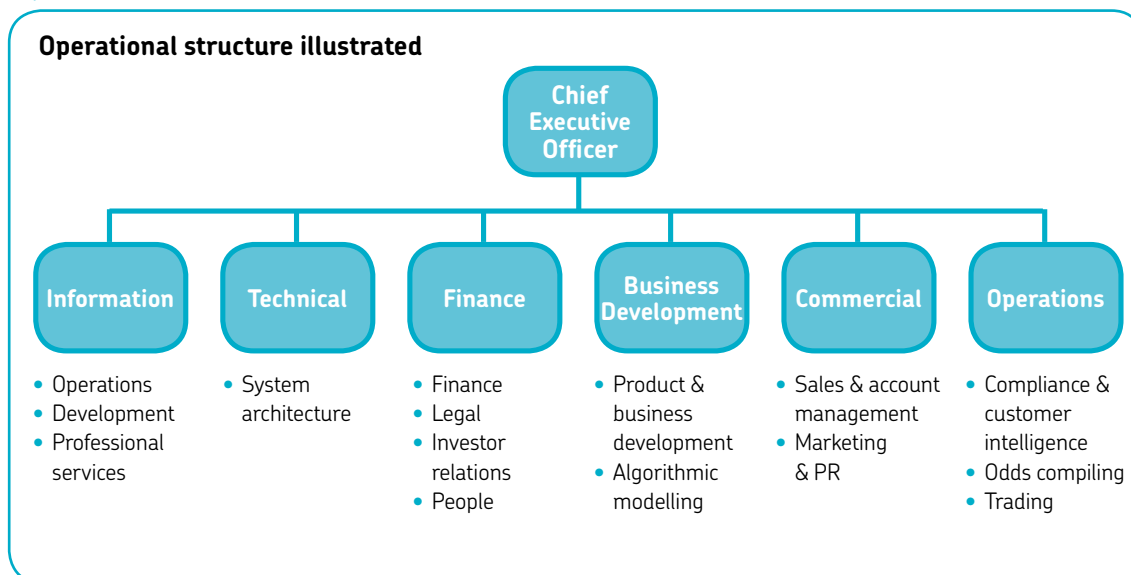 Operational structure illustrated
Chief
Executive
Officer
Information
Technical
Finance
Business
Development
Commercial
Operations
• Operations
• Development
• Professional
services
• System
architecture
• Finance
• Legal
• Investor
relations
• People
• Product &
business
development
• Algorithmic
modelling
• Sales & account
management
• Marketing
& PR
• Compliance &
customer
intelligence
• Odds compiling
• Trading